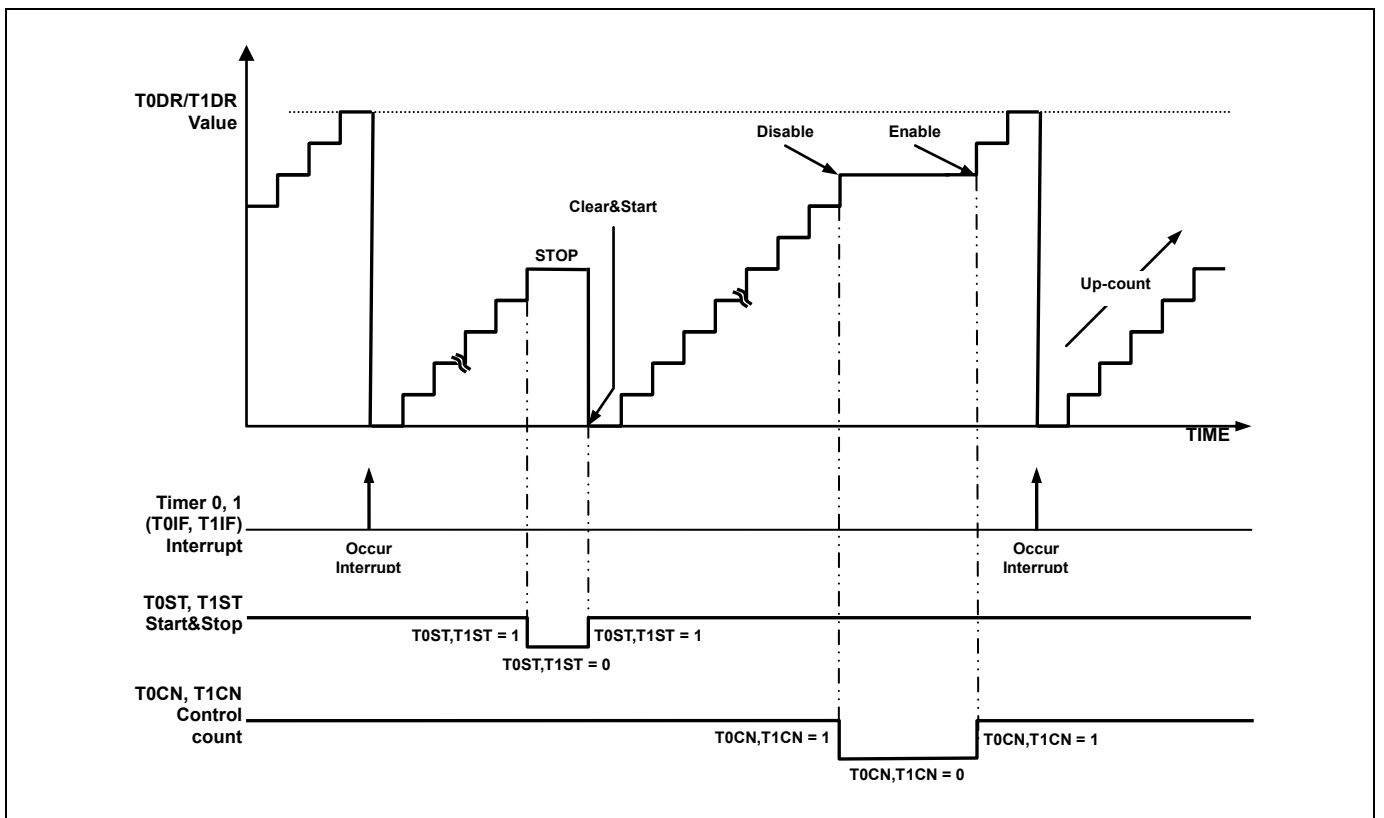 T0DR/T1DR
Value
Disable
Enable
Clear&Start
STOP
Up-count
TIME
Timer 0, 1
(T0IF, T1IF)
Interrupt
Occur
Interrupt
Occur
Interrupt
T0ST, T1ST
Start&Stop
T0ST,T1ST = 1
T0ST,T1ST = 1
T0ST,T1ST = 0
T0CN, T1CN
Control
count
T0CN,T1CN = 1
T0CN,T1CN = 1
T0CN,T1CN = 0